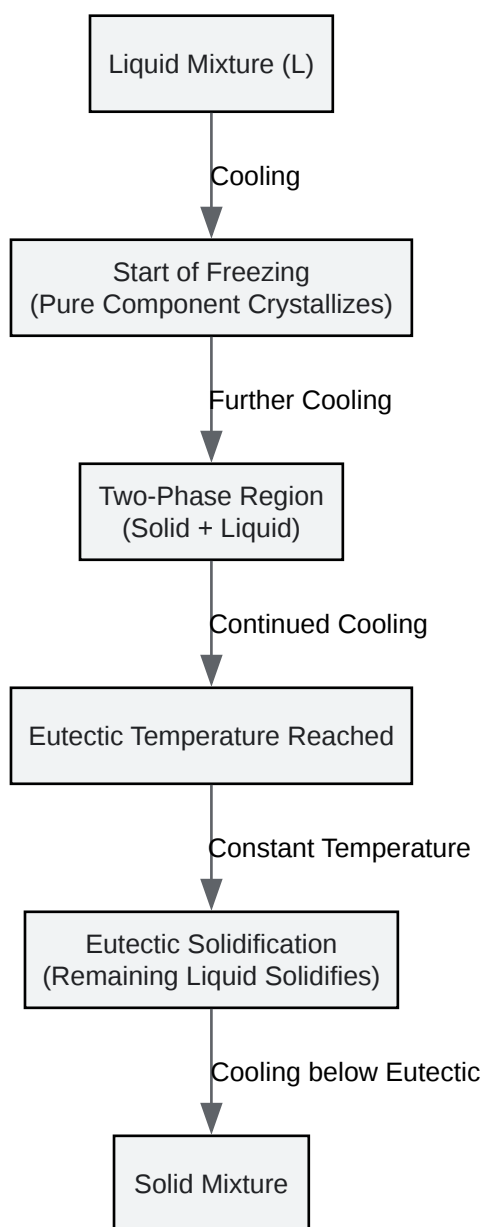 Liquid Mixture (L)
Cooling
Start of Freezing
(Pure Component Crystallizes)
Further Cooling
Two-Phase Region
(Solid + Liquid)
Continued Cooling
Eutectic Temperature Reached
Constant Temperature
Eutectic Solidification
(Remaining Liquid Solidifies)
Cooling below Eutectic
Solid Mixture